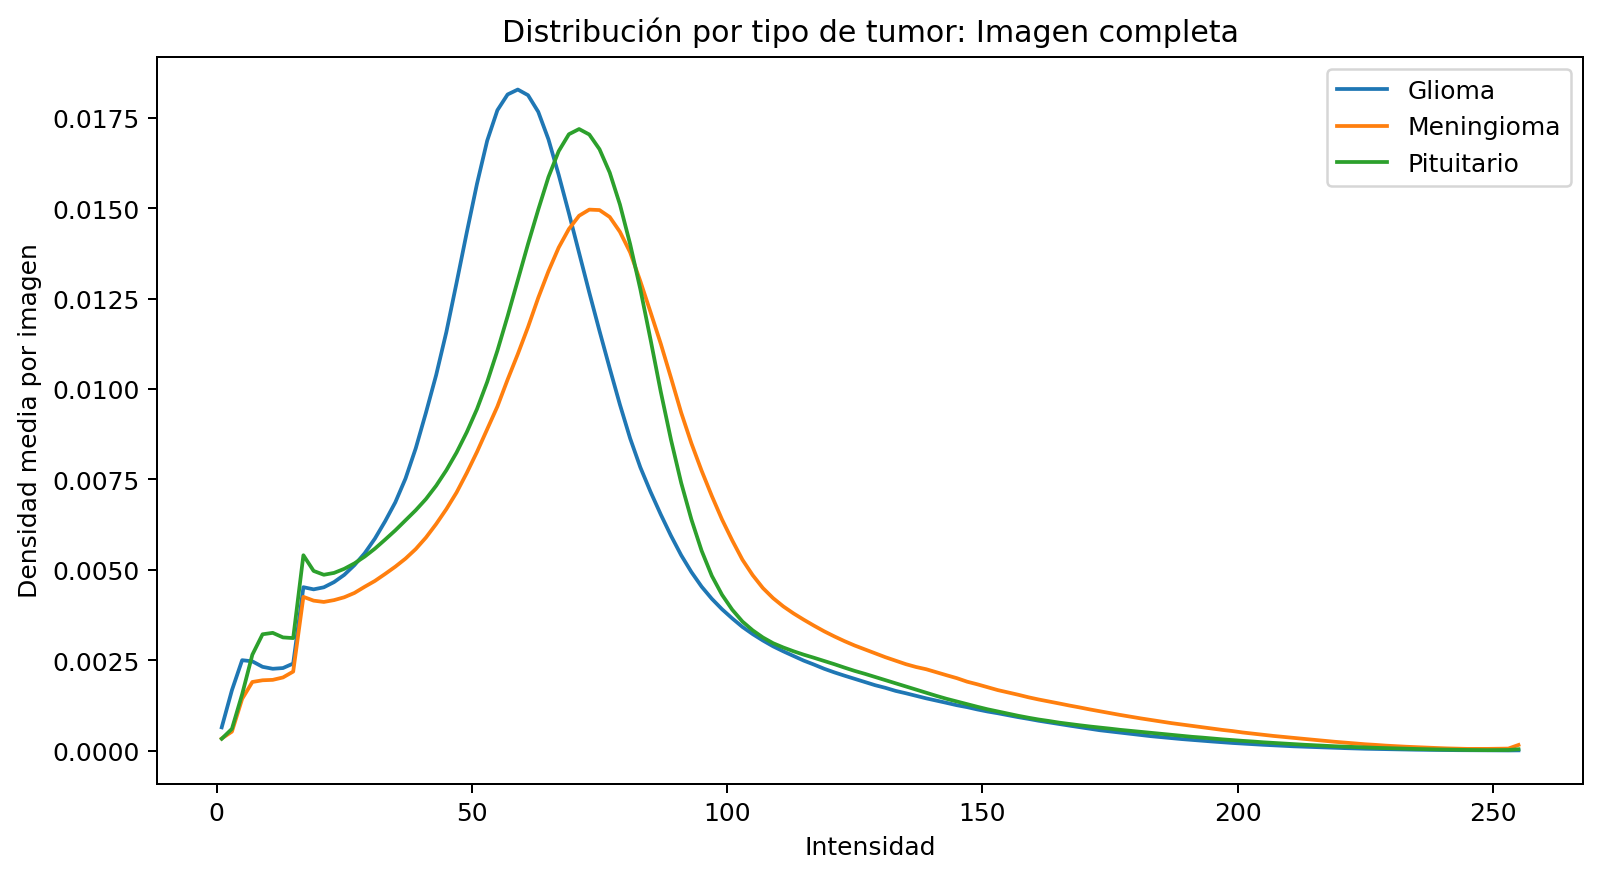 Distribución por tipo de tumor: Imagen completa
Glioma
Meningioma
Pituitario
Densidad media por imagen
0.0175
0.0150
0.0125
0.0100
0.0075
0.0050
0.0025
0.0000
0 50 100 150 200 250
Intensidad